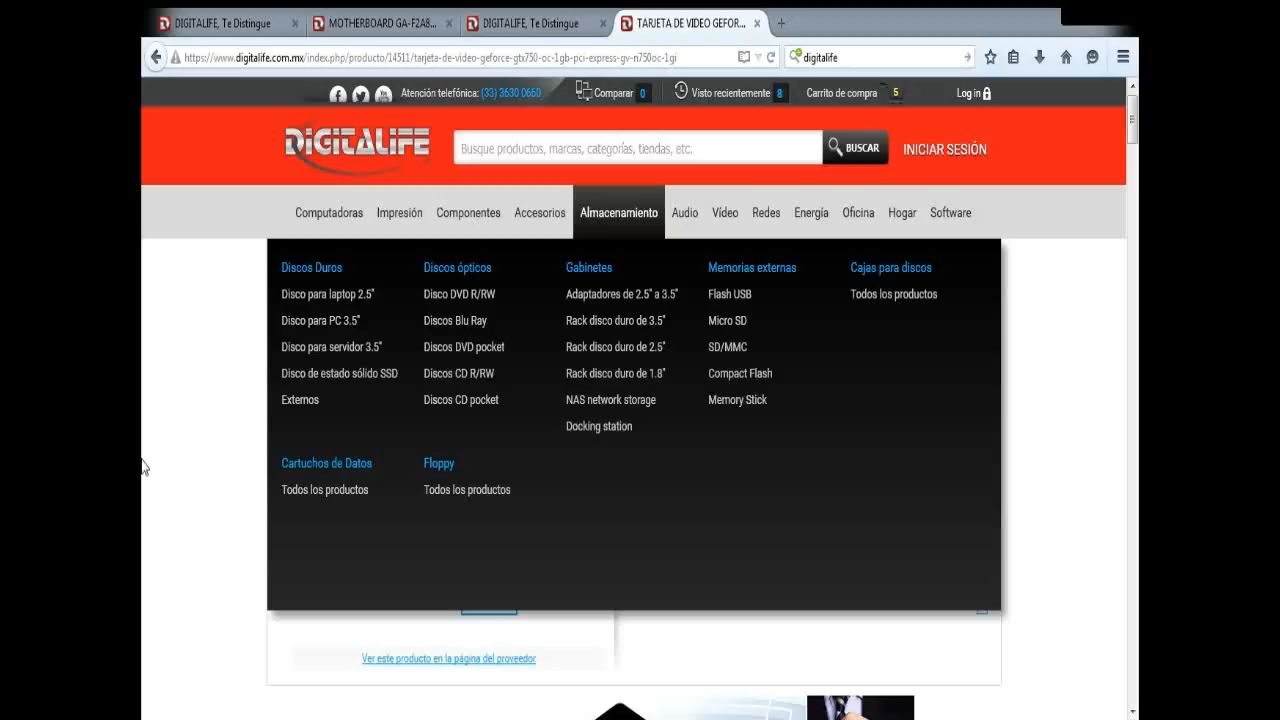 DIGITALIFE, Te Distingue × MOTHERBOARD GA-F2A8... × DIGITALIFE, Te Distingue × TARJETA DE VIDEO GEFOR... × +
https://www.digitalife.com.mx/index.php/producto/14511/tarjeta-de-video-geforce-gtx750-oc-1gb-pci-express-gv-n750oc-1gi digitalife
Atención telefónica: (33) 3630 0660 Comparar 0 Visto recientemente 8 Carrito de compra 5 Log in
DIGITALIFE Busque productos, marcas, categorías, tiendas, etc. BUSCAR INICIAR SESIÓN
Computadoras Impresión Componentes Accesorios Almacenamiento Audio Vídeo Redes Energía Oficina Hogar Software
Discos Duros Discos ópticos Gabinetes Memorias externas Cajas para discos
Disco para laptop 2.5" Disco DVD R/RW Adaptadores de 2.5" a 3.5" Flash USB Todos los productos
Disco para PC 3.5" Discos Blu Ray Rack disco duro de 3.5" Micro SD
Disco para servidor 3.5" Discos DVD pocket Rack disco duro de 2.5" SD/MMC
Disco de estado sólido SSD Discos CD R/RW Rack disco duro de 1.8" Compact Flash
Externos Discos CD pocket NAS network storage Memory Stick
Docking station
Cartuchos de Datos Floppy
Todos los productos Todos los productos
Ver este producto en la página del proveedor